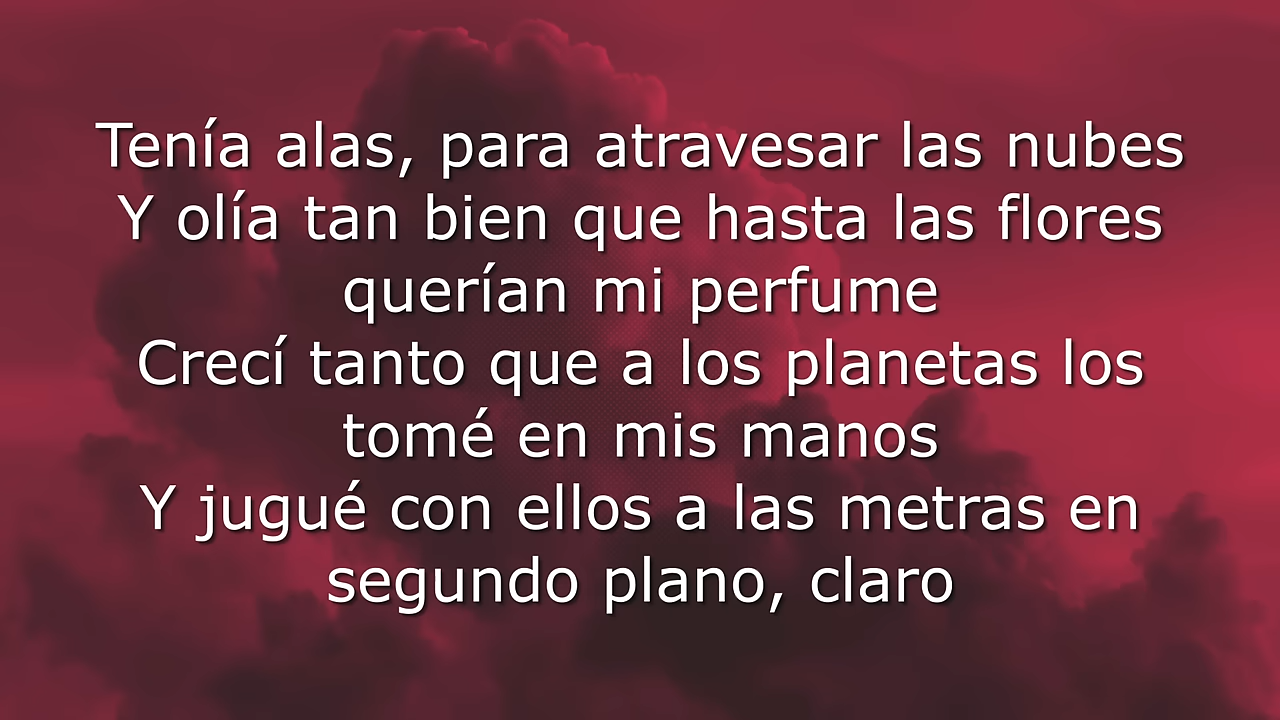 Tenía alas, para atravesar las nubes
Y olía tan bien que hasta las flores
querían mi perfume
Crecí tanto que a los planetas los
tomé en mis manos
Y jugué con ellos a las metras en
segundo plano, claro